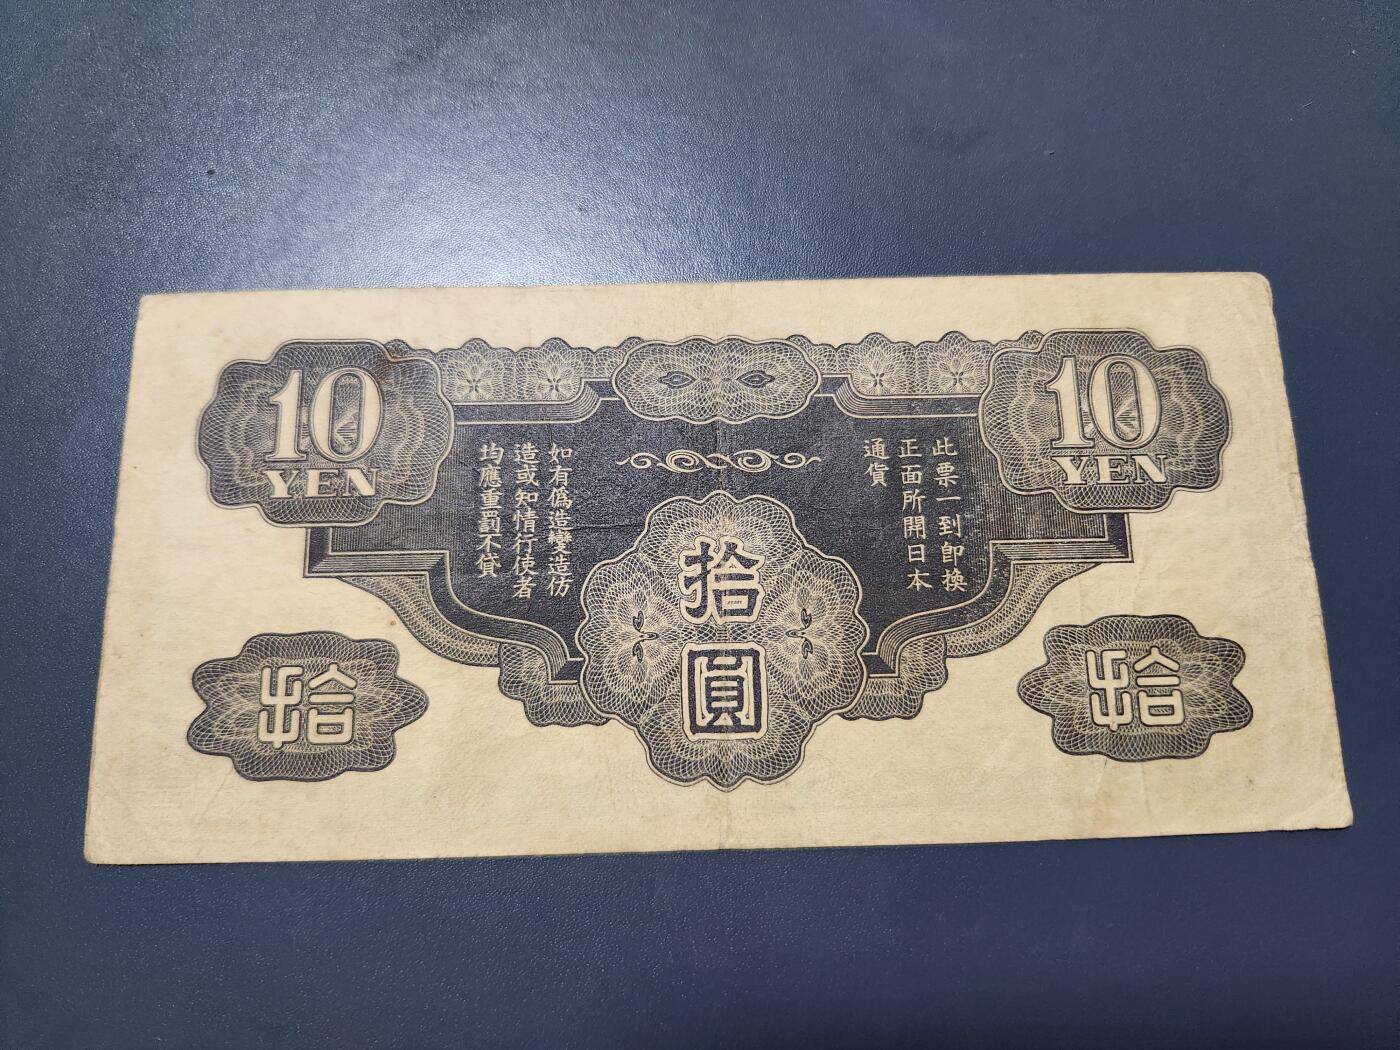 10
YEN
10
YEN
此票一到卽換
正面所開日本
通貨
如有僞造變造仿
造或知情行使者
均應重罰不貸
拾
圓
拾
拾